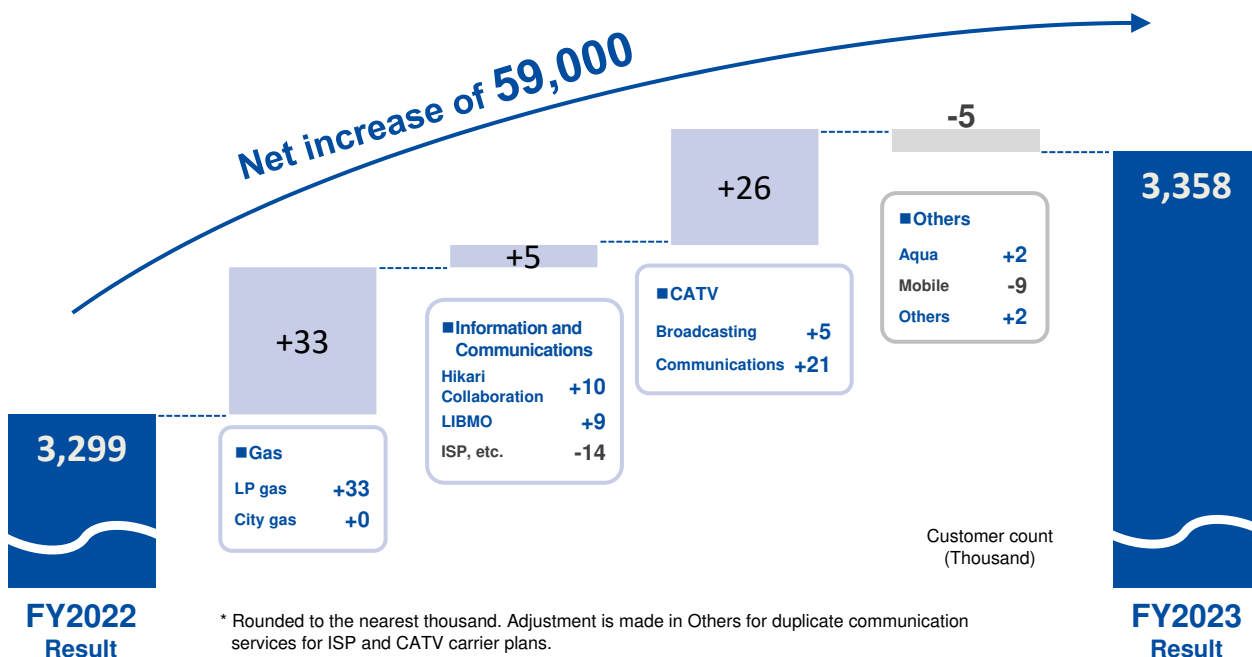 Net increase of 59,000
3,299
FY2022
Result
+33
■Gas
LP gas +33
City gas +0
+5
■Information and
Communications
Hikari
Collaboration +10
LIBMO +9
ISP, etc. -14
+26
■CATV
Broadcasting +5
Communications +21
-5
■Others
Aqua +2
Mobile -9
Others +2
3,358
FY2023
Result
Customer count
(Thousand)
* Rounded to the nearest thousand. Adjustment is made in Others for duplicate communication
services for ISP and CATV carrier plans.